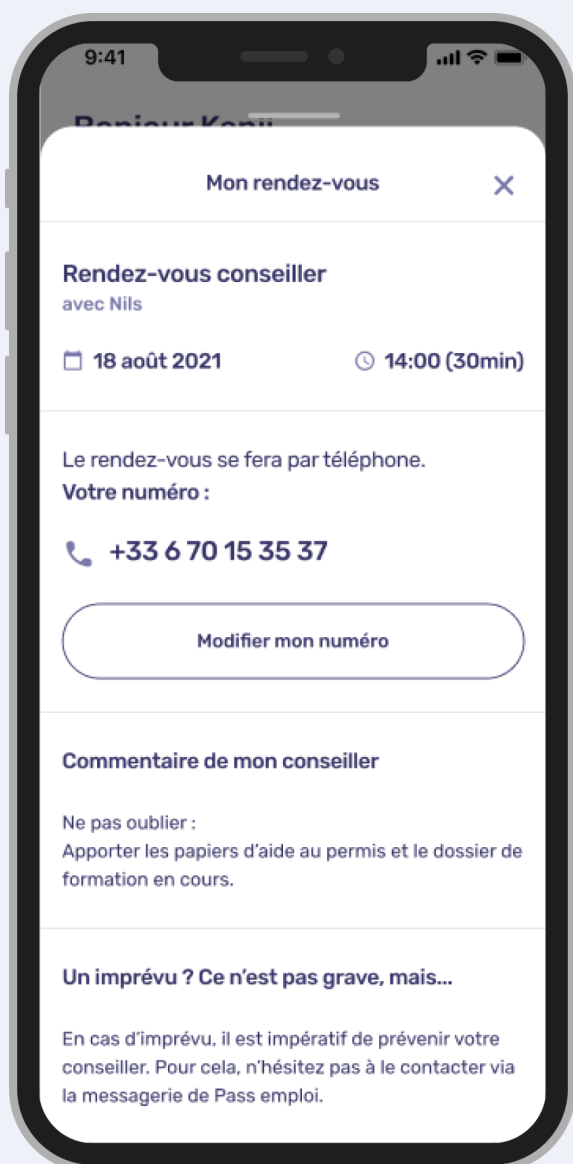 9:41
Bonjour Kenji
Mon rendez-vous
Rendez-vous conseiller
avec Nils
18 août 2021
14:00 (30min)
Le rendez-vous se fera par téléphone.
Votre numéro :
+33 6 70 15 35 37
Modifier mon numéro
Commentaire de mon conseiller
Ne pas oublier :
Apporter les papiers d’aide au permis et le dossier de
formation en cours.
Un imprévu ? Ce n’est pas grave, mais...
En cas d’imprévu, il est impératif de prévenir votre
conseiller. Pour cela, n’hésitez pas à le contacter via
la messagerie de Pass emploi.